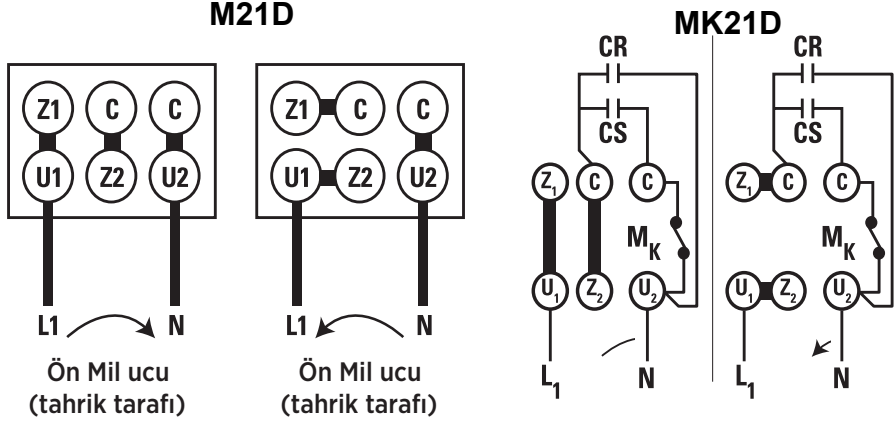 M21D
Z1 C C
U1 Z2 U2
L1 N
Ön Mil ucu
(tahrik tarafı)
Z1 C C
U1 Z2 U2
L1 N
Ön Mil ucu
(tahrik tarafı)
MK21D
CR
CS
Z1 C C
MK
U1 Z2 U2
L1 N
CR
CS
Z1 C C
MK
U1 Z2 U2
L1 N